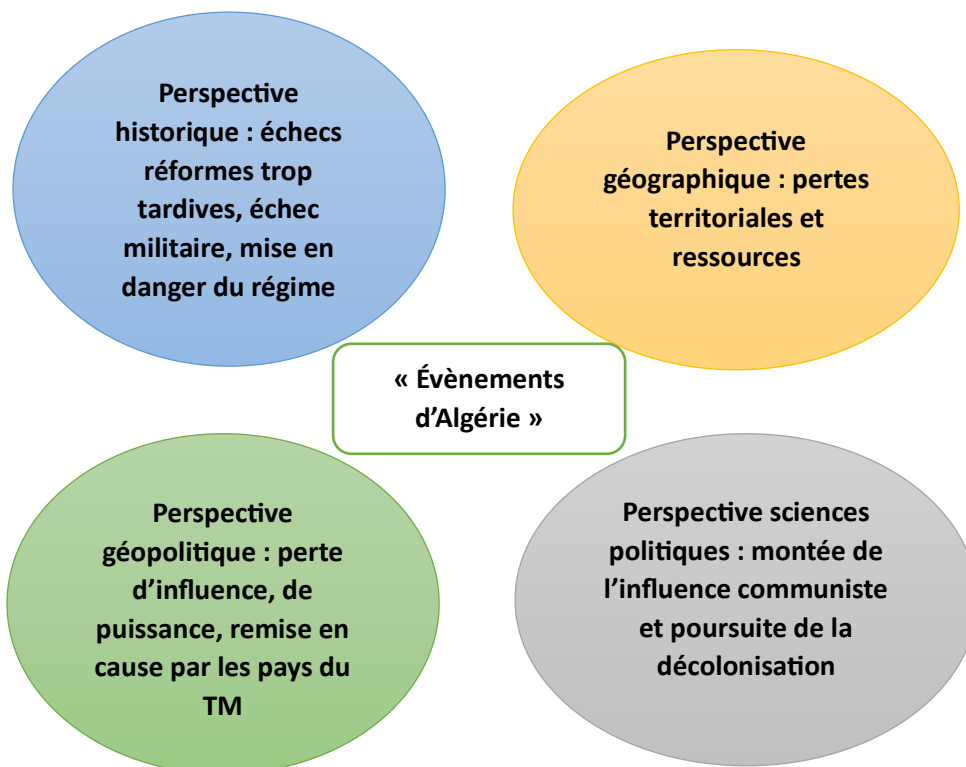 Perspective
historique : échecs
réformes trop
tardives, échec
militaire, mise en
danger du régime
Perspective
géographique : pertes
territoriales et
ressources
« Évènements
d’Algérie »
Perspective
géopolitique : perte
d’influence, de
puissance, remise en
cause par les pays du
TM
Perspective sciences
politiques : montée de
l’influence communiste
et poursuite de la
décolonisation